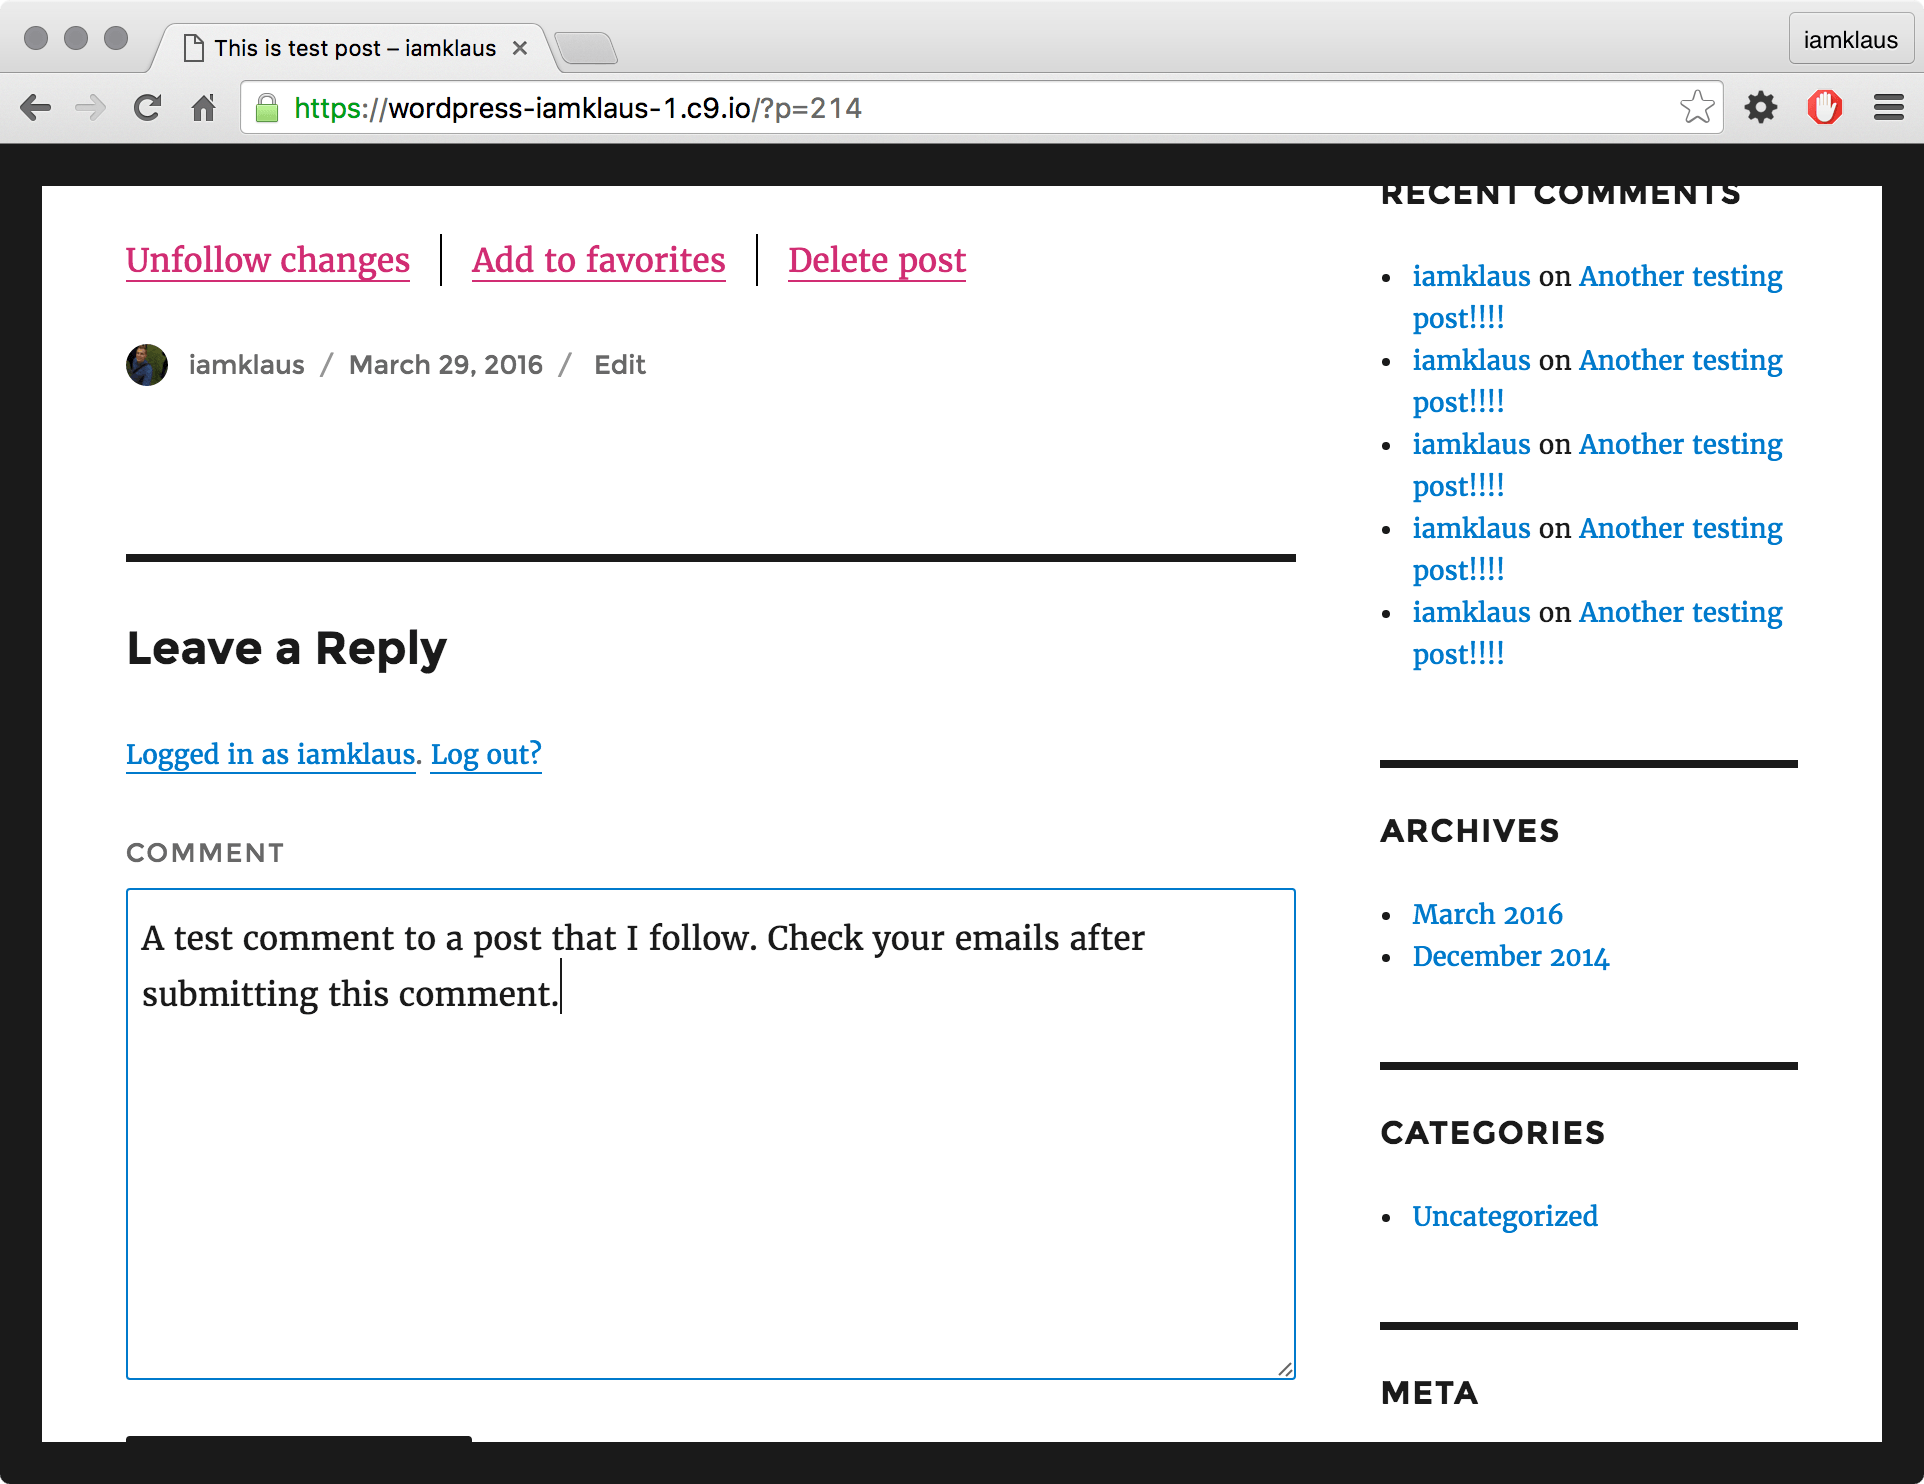 This is test post – iamklaus
iamklaus
https://wordpress-iamklaus-1.c9.io/?p=214
Unfollow changes
Add to favorites
Delete post
iamklaus / March 29, 2016 / Edit
Leave a Reply
Logged in as iamklaus. Log out?
COMMENT
A test comment to a post that I follow. Check your emails after
submitting this comment.
RECENT COMMENTS
iamklaus on Another testing
post!!!!
iamklaus on Another testing
post!!!!
iamklaus on Another testing
post!!!!
iamklaus on Another testing
post!!!!
iamklaus on Another testing
post!!!!
ARCHIVES
March 2016
December 2014
CATEGORIES
Uncategorized
META